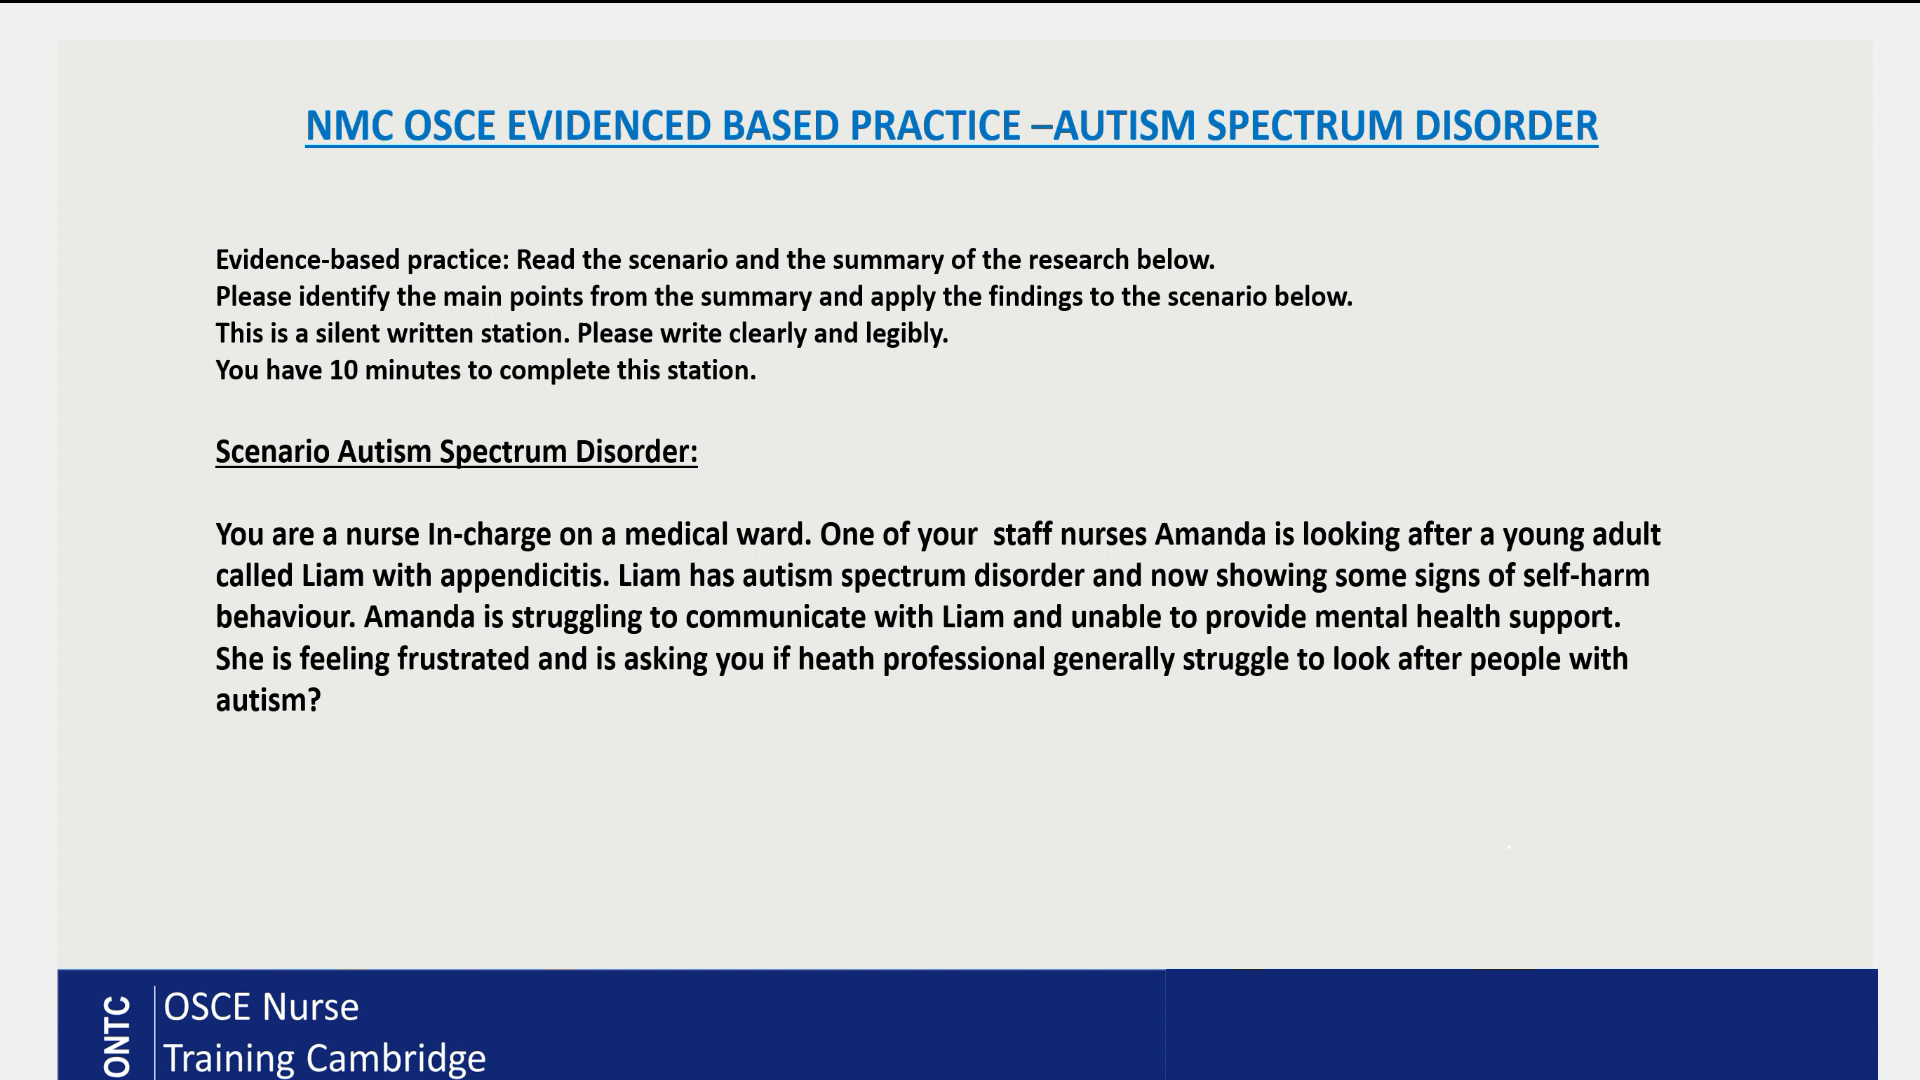 NMC OSCE EVIDENCED BASED PRACTICE –AUTISM SPECTRUM DISORDER
Evidence-based practice: Read the scenario and the summary of the research below.
Please identify the main points from the summary and apply the findings to the scenario below.
This is a silent written station. Please write clearly and legibly.
You have 10 minutes to complete this station.
Scenario Autism Spectrum Disorder:
You are a nurse In-charge on a medical ward. One of your  staff nurses Amanda is looking after a young adult
called Liam with appendicitis. Liam has autism spectrum disorder and now showing some signs of self-harm
behaviour. Amanda is struggling to communicate with Liam and unable to provide mental health support.
She is feeling frustrated and is asking you if heath professional generally struggle to look after people with
autism?
ONTC
OSCE Nurse
Training Cambridge